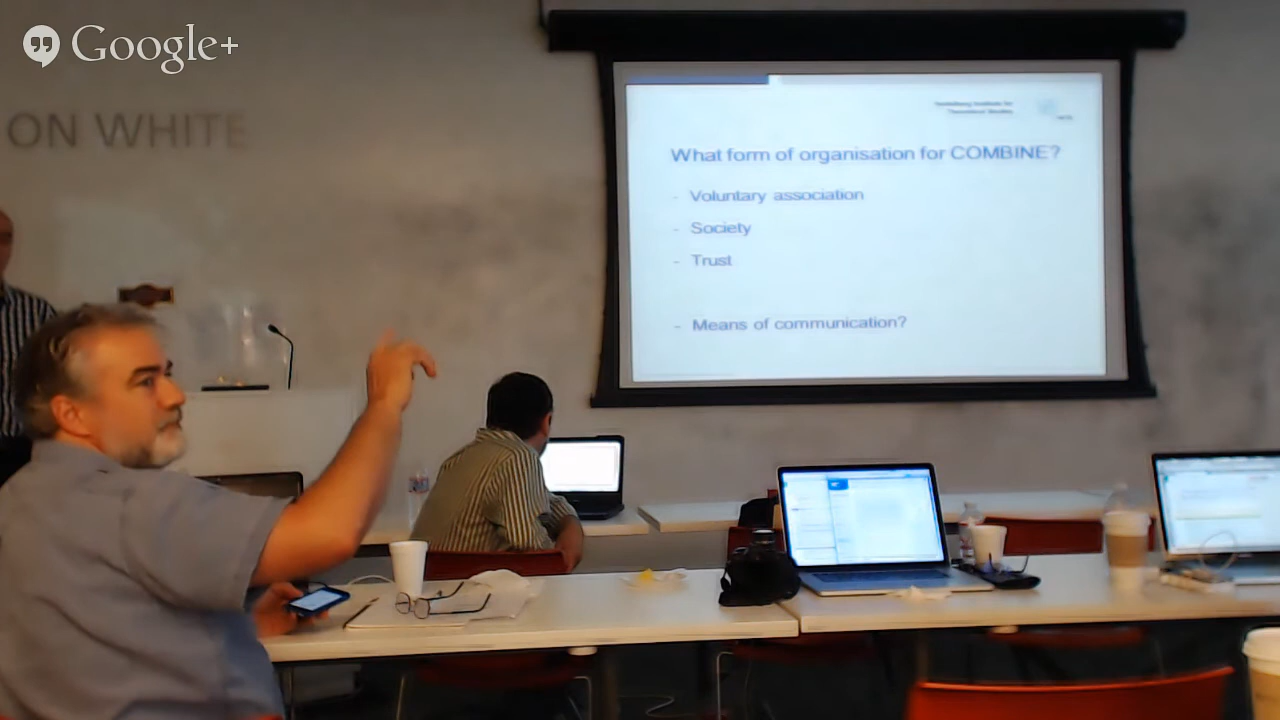 Google+
ON WHITE
What form of organisation for COMBINE?
- Voluntary association
- Society
- Trust
- Means of communication?